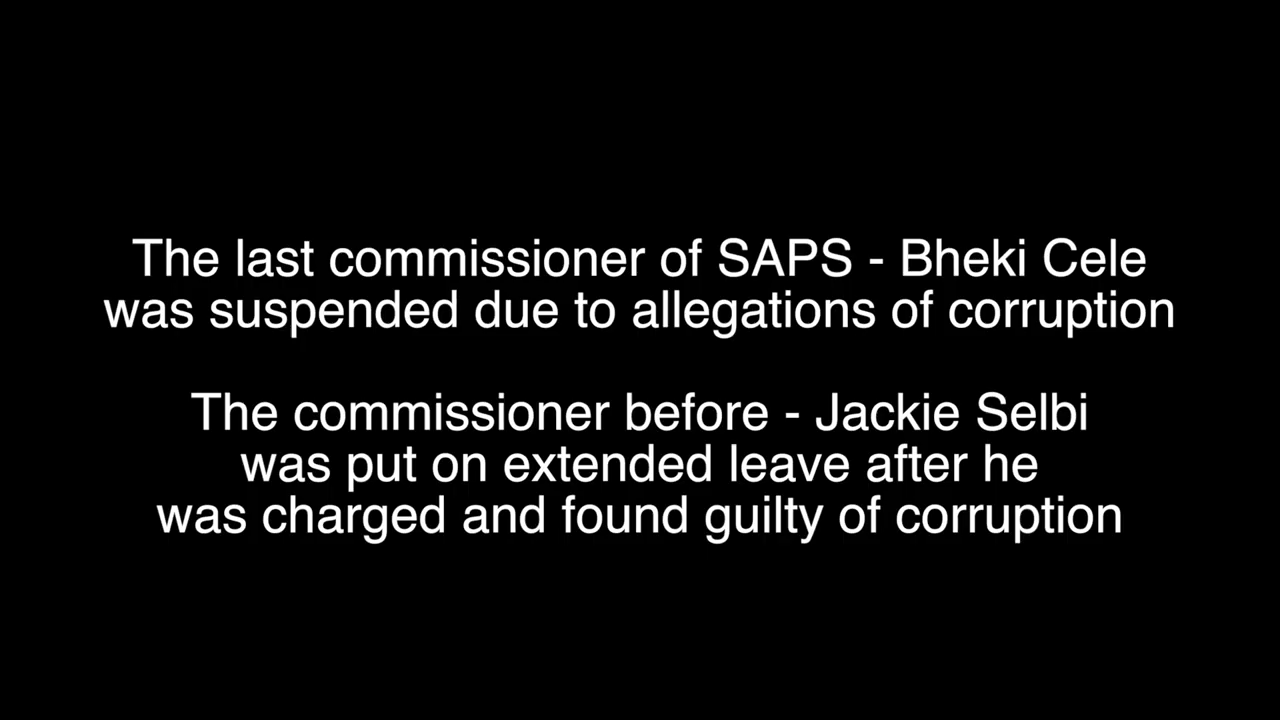 The last commissioner of SAPS - Bheki Cele
was suspended due to allegations of corruption
The commissioner before - Jackie Selbi
was put on extended leave after he
was charged and found guilty of corruption